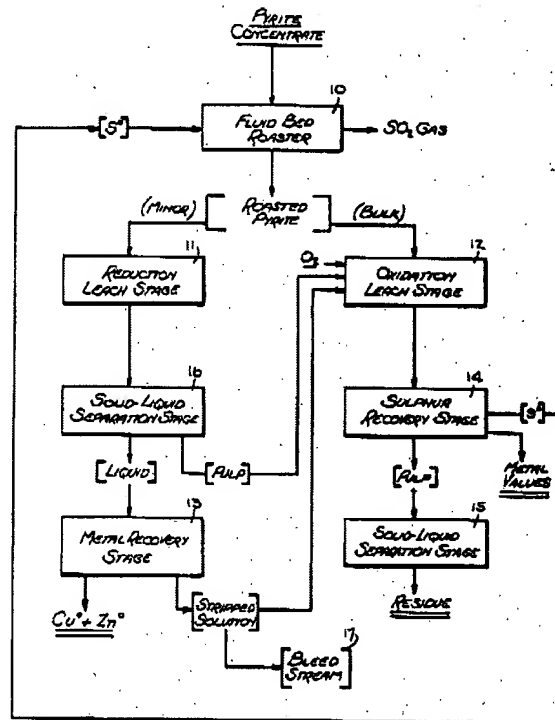 PYRITE
CONCENTRATE
10
[S°]
FLUID BED
ROASTER
SO2 GAS
(MINOR)
[ROASTED
PYRITE]
(BULK)
11
REDUCTION
LEACH STAGE
O2
12
OXIDATION
LEACH STAGE
16
SOLID-LIQUID
SEPARATION STAGE
14
SULPHUR
RECOVERY STAGE
[S°]
[LIQUID]
[PULP]
[PULP]
METAL
VALUES
13
METAL RECOVERY
STAGE
15
SOLID-LIQUID
SEPARATION STAGE
Cu° + Zn°
[STRIPPED
SOLUTION]
RESIDUE
17
[BLEED
STREAM]